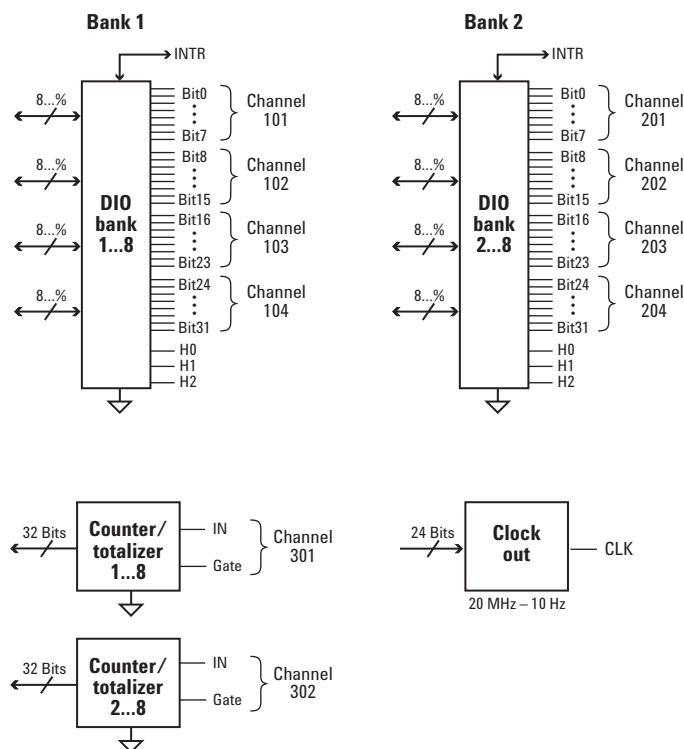 Bank 1
INTR
8...%
8...%
8...%
8...%
DIO
bank
1...8
Bit0
Bit7
Channel
101
Bit8
Bit15
Channel
102
Bit16
Bit23
Channel
103
Bit24
Bit31
Channel
104
H0
H1
H2
Bank 2
INTR
8...%
8...%
8...%
8...%
DIO
bank
2...8
Bit0
Bit7
Channel
201
Bit8
Bit15
Channel
202
Bit16
Bit23
Channel
203
Bit24
Bit31
Channel
204
H0
H1
H2
32 Bits
Counter/
totalizer
1...8
IN
Gate
Channel
301
24 Bits
Clock
out
CLK
20 MHz – 10 Hz
32 Bits
Counter/
totalizer
2...8
IN
Gate
Channel
302